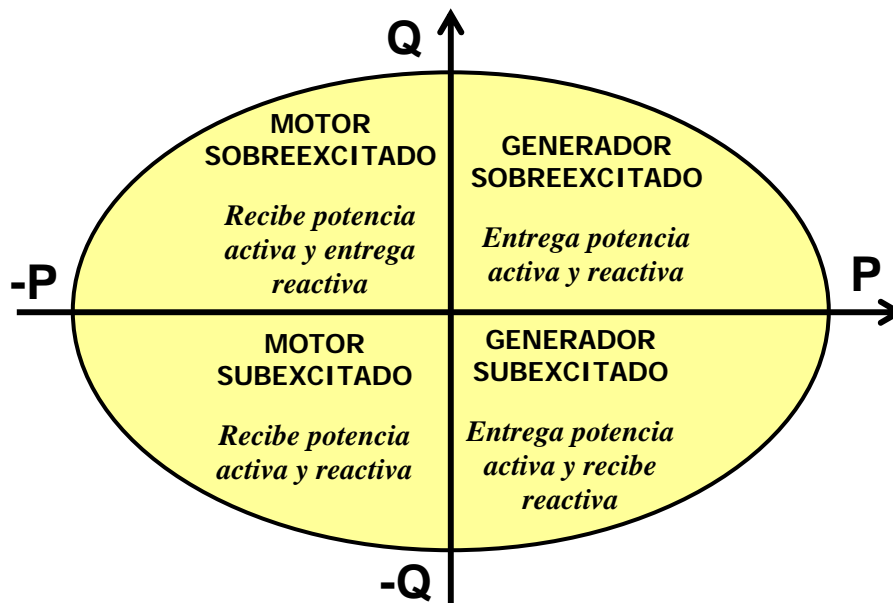 Q
MOTOR
SOBREEXCITADO
Recibe potencia
activa y entrega
reactiva
GENERADOR
SOBREEXCITADO
Entrega potencia
activa y reactiva
-P
P
MOTOR
SUBEXCITADO
Recibe potencia
activa y reactiva
GENERADOR
SUBEXCITADO
Entrega potencia
activa y recibe
reactiva
-Q